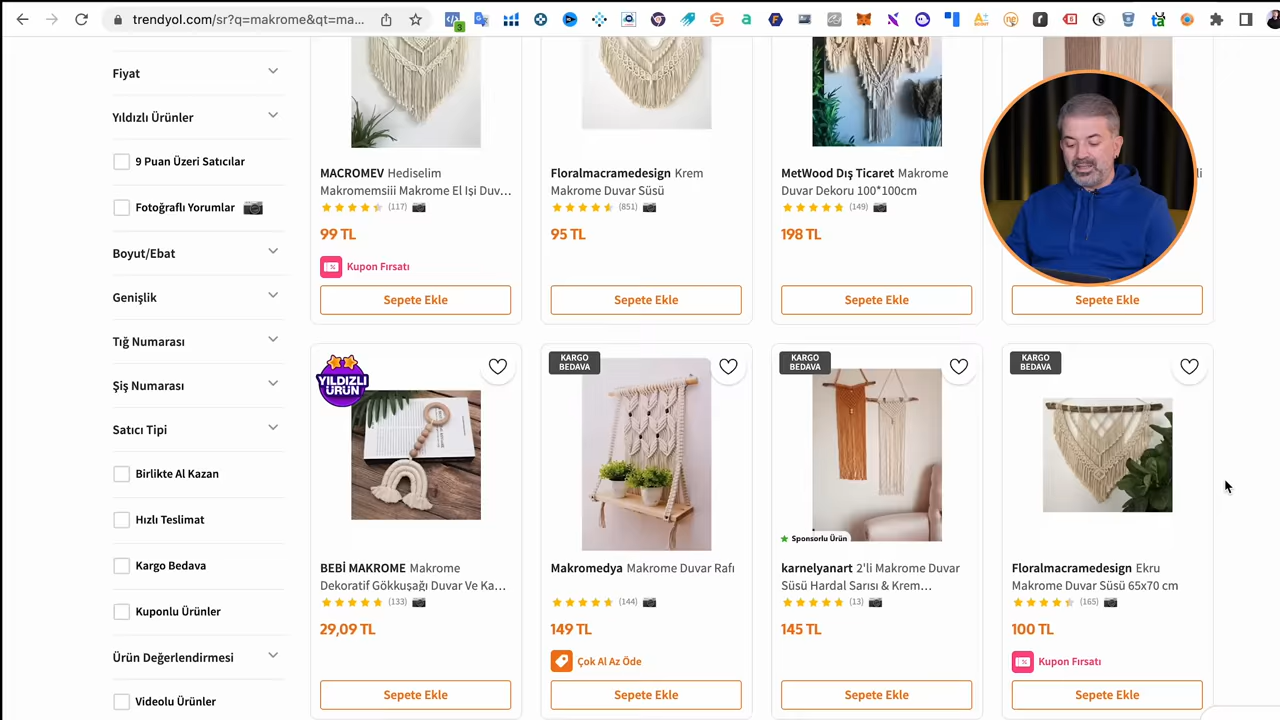 trendyol.com/sr?q=makrome&qt=ma...
3
Fiyat
Yıldızlı Ürünler
9 Puan Üzeri Satıcılar
Fotoğraflı Yorumlar
Boyut/Ebat
Genişlik
Tığ Numarası
Şiş Numarası
Satıcı Tipi
Birlikte Al Kazan
Hızlı Teslimat
Kargo Bedava
Kuponlu Ürünler
Ürün Değerlendirmesi
Videolu Ürünler
MACROMEV Hediselim
Makromemsiii Makrome El Işi Duv...
(117)
99 TL
Kupon Fırsatı
Sepete Ekle
Floralmacramedesign Krem
Makrome Duvar Süsü
(851)
95 TL
Sepete Ekle
MetWood Dış Ticaret Makrome
Duvar Dekoru 100*100cm
(149)
198 TL
Sepete Ekle
Sepete Ekle
YILDIZLI
ÜRÜN
BEBİ MAKROME Makrome
Dekoratif Gökkuşağı Duvar Ve Ka...
(133)
29,09 TL
Sepete Ekle
KARGO
BEDAVA
Makromedya Makrome Duvar Rafı
(144)
149 TL
Çok Al Az Öde
Sepete Ekle
KARGO
BEDAVA
Sponsorlu Ürün
karnelyanart 2'li Makrome Duvar
Süsü Hardal Sarısı & Krem...
(13)
145 TL
Sepete Ekle
KARGO
BEDAVA
Floralmacramedesign Ekru
Makrome Duvar Süsü 65x70 cm
(165)
100 TL
Kupon Fırsatı
Sepete Ekle